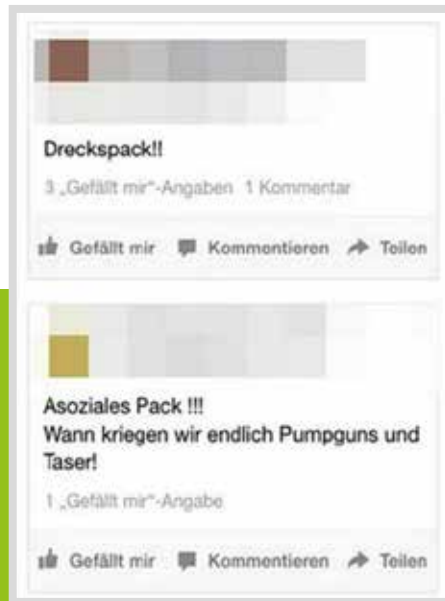 Dreckspack!!
3 „Gefällt mir“-Angaben 1 Kommentar
Gefällt mir Kommentieren Teilen
Asoziales Pack !!!
Wann kriegen wir endlich Pumpguns und
Taser!
1 „Gefällt mir“-Angabe
Gefällt mir Kommentieren Teilen